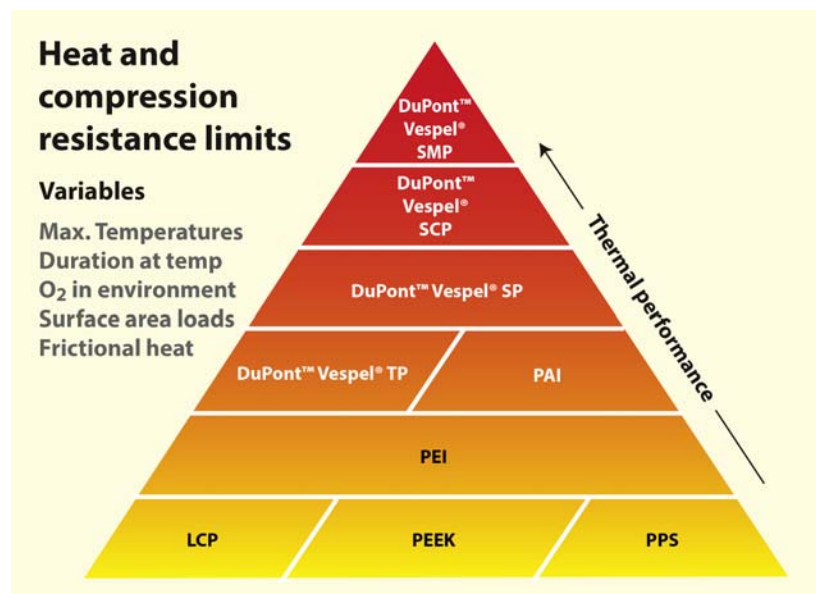 Heat and
compression
resistance limits
Variables
Max. Temperatures
Duration at temp
O₂ in environment
Surface area loads
Frictional heat
DuPont™
Vespel®
SMP
DuPont™
Vespel®
SCP
DuPont™ Vespel® SP
DuPont™ Vespel® TP
PAI
PEI
LCP
PEEK
PPS
Thermal performance